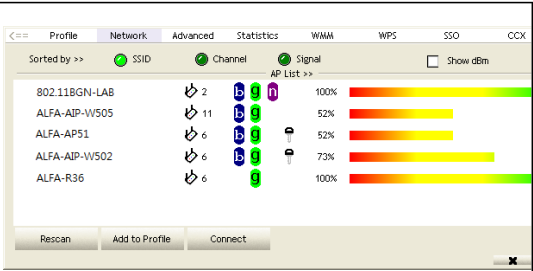 <== Profile Network Advanced Statistics WMM WPS SSO CCX
Sorted by >> SSID Channel Signal Show dBm
AP List >>
802.11BGN-LAB 2 b g n 100%
ALFA-AIP-W505 11 b g 52%
ALFA-AP51 6 b g 52%
ALFA-AIP-W502 6 b g 73%
ALFA-R36 6 g 100%
Rescan Add to Profile Connect